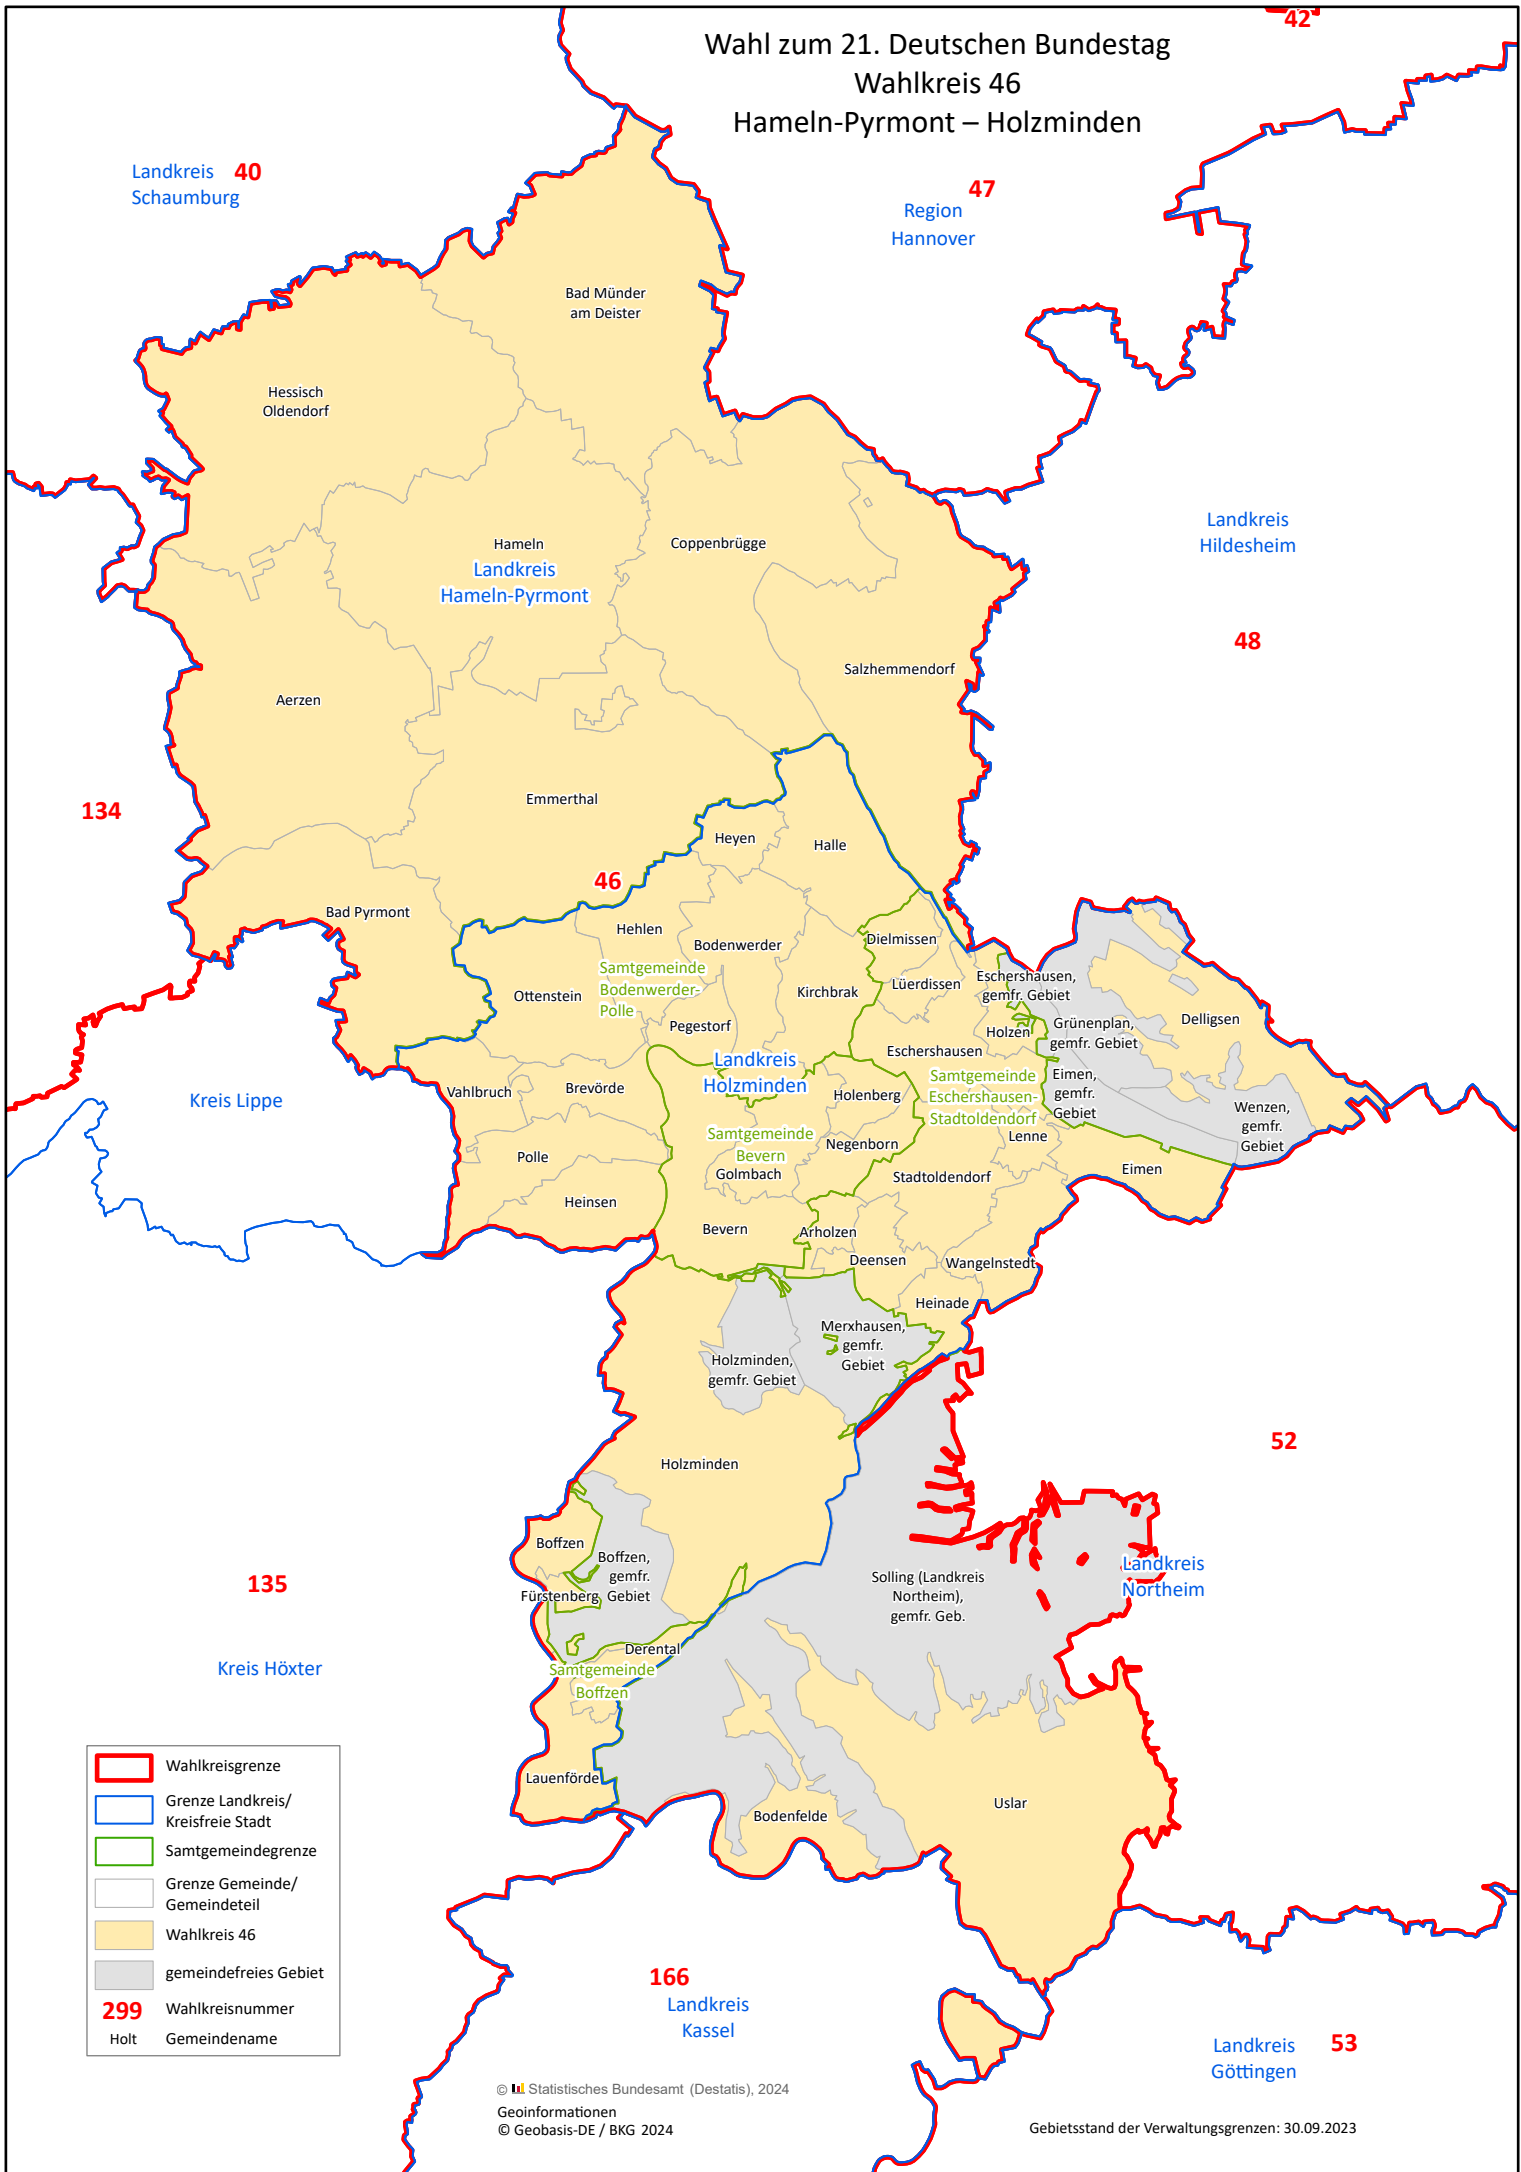 Wahl zum 21. Deutschen Bundestag
Wahlkreis 46
Hameln-Pyrmont – Holzminden
42
Landkreis
Schaumburg
40
47
Region
Hannover
Bad Münder
am Deister
Hessisch
Oldendorf
Landkreis
Hildesheim
Hameln
Landkreis
Hameln-Pyrmont
Coppenbrügge
48
Salzhemmendorf
Aerzen
Emmerthal
134
Heyen
Halle
46
Bad Pyrmont
Hehlen
Bodenwerder
Dielmissen
Samtgemeinde
Bodenwerder-
Polle
Ottenstein
Kirchbrak
Lüerdissen
Eschershausen,
gemfr. Gebiet
Pegestorf
Holzen
Grünenplan,
gemfr. Gebiet
Delligsen
Eschershausen
Landkreis
Holzminden
Samtgemeinde
Eschershausen-
Stadtoldendorf
Eimen,
gemfr.
Gebiet
Kreis Lippe
Vahlbruch
Brevörde
Holenberg
Wenzen,
gemfr.
Gebiet
Samtgemeinde
Bevern
Negenborn
Lenne
Polle
Golmbach
Stadtoldendorf
Eimen
Heinsen
Bevern
Arholzen
Deensen
Wangelnstedt
Heinade
Merxhausen,
gemfr.
Gebiet
Holzminden,
gemfr. Gebiet
52
Holzminden
Boffzen
Boffzen,
gemfr.
Gebiet
Fürstenberg
Solling (Landkreis
Northeim),
gemfr. Geb.
Landkreis
Northeim
135
Kreis Höxter
Derental
Samtgemeinde
Boffzen
Lauenförde
Bodenfelde
Uslar
Wahlkreisgrenze
Grenze Landkreis/
Kreisfreie Stadt
Samtgemeindegrenze
Grenze Gemeinde/
Gemeindeteil
Wahlkreis 46
gemeindefreies Gebiet
299 Wahlkreisnummer
Holt Gemeindename
166
Landkreis
Kassel
Landkreis
Göttingen
53
© Statistisches Bundesamt (Destatis), 2024
Geoinformationen
© Geobasis-DE / BKG 2024
Gebietsstand der Verwaltungsgrenzen: 30.09.2023